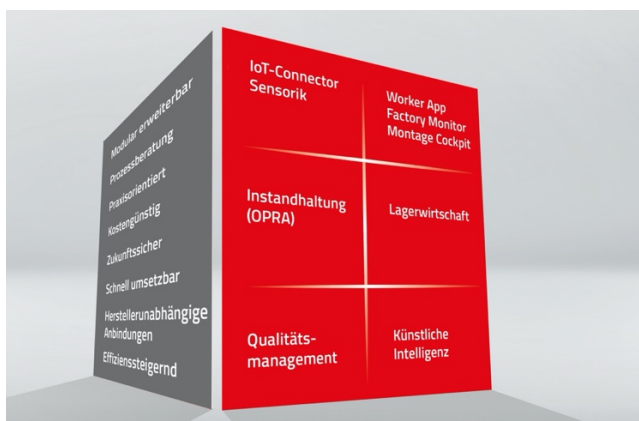 Modular erweiterbar
Prozessberatung
Praxisorientiert
Kostengünstig
Zukunftssicher
Schnell umsetzbar
Herstellerunabhängige
Anbindungen
Effizienssteigernd
IoT-Connector
Sensorik
Worker App
Factory Monitor
Montage Cockpit
Instandhaltung
(OPRA)
Lagerwirtschaft
Qualitäts-
management
Künstliche
Intelligenz